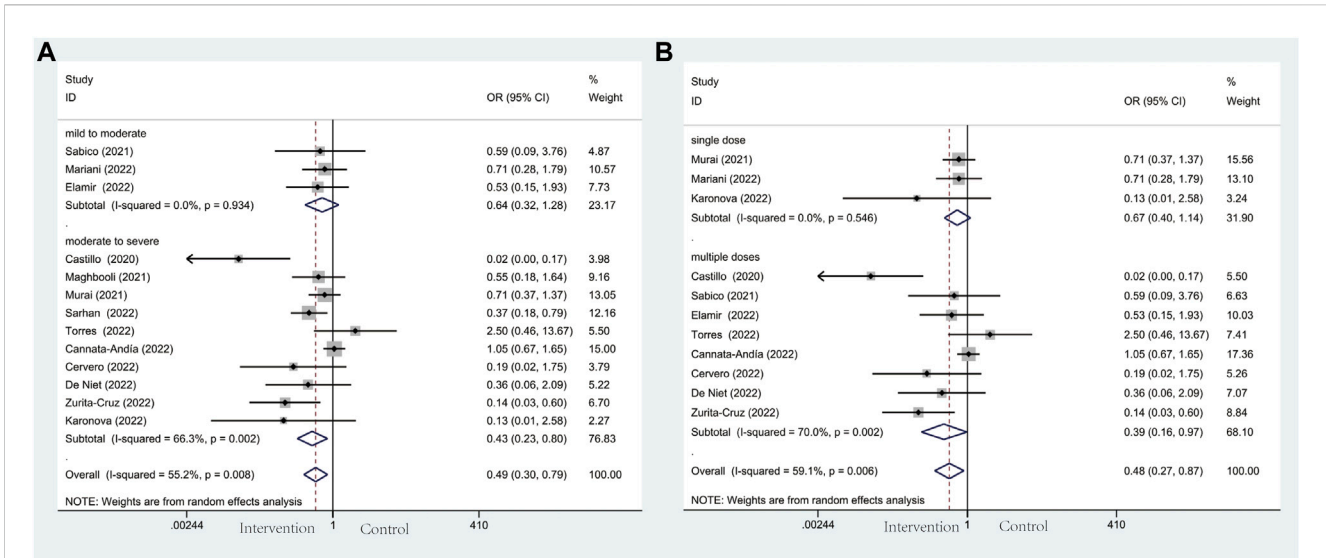 A
Study
%
ID OR (95% CI) Weight
mild to moderate
Sabico (2021) 0.59 (0.09, 3.76) 4.87
Mariani (2022) 0.71 (0.28, 1.79) 10.57
Elamir (2022) 0.53 (0.15, 1.93) 7.73
Subtotal (I-squared = 0.0%, p = 0.934) 0.64 (0.32, 1.28) 23.17
.
moderate to severe
Castillo (2020) 0.02 (0.00, 0.17) 3.98
Maghbooli (2021) 0.55 (0.18, 1.64) 9.16
Murai (2021) 0.71 (0.37, 1.37) 13.05
Sarhan (2022) 0.37 (0.18, 0.79) 12.16
Torres (2022) 2.50 (0.46, 13.67) 5.50
Cannata-Andía (2022) 1.05 (0.67, 1.65) 15.00
Cervero (2022) 0.19 (0.02, 1.75) 3.79
De Niet (2022) 0.36 (0.06, 2.09) 5.22
Zurita-Cruz (2022) 0.14 (0.03, 0.60) 6.70
Karonova (2022) 0.13 (0.01, 2.58) 2.27
Subtotal (I-squared = 66.3%, p = 0.002) 0.43 (0.23, 0.80) 76.83
.
Overall (I-squared = 55.2%, p = 0.008) 0.49 (0.30, 0.79) 100.00
NOTE: Weights are from random effects analysis
.00244 Intervention 1 Control 410
B
Study
%
ID OR (95% CI) Weight
single dose
Murai (2021) 0.71 (0.37, 1.37) 15.56
Mariani (2022) 0.71 (0.28, 1.79) 13.10
Karonova (2022) 0.13 (0.01, 2.58) 3.24
Subtotal (I-squared = 0.0%, p = 0.546) 0.67 (0.40, 1.14) 31.90
.
multiple doses
Castillo (2020) 0.02 (0.00, 0.17) 5.50
Sabico (2021) 0.59 (0.09, 3.76) 6.63
Elamir (2022) 0.53 (0.15, 1.93) 10.03
Torres (2022) 2.50 (0.46, 13.67) 7.41
Cannata-Andía (2022) 1.05 (0.67, 1.65) 17.36
Cervero (2022) 0.19 (0.02, 1.75) 5.26
De Niet (2022) 0.36 (0.06, 2.09) 7.07
Zurita-Cruz (2022) 0.14 (0.03, 0.60) 8.84
Subtotal (I-squared = 70.0%, p = 0.002) 0.39 (0.16, 0.97) 68.10
.
Overall (I-squared = 59.1%, p = 0.006) 0.48 (0.27, 0.87) 100.00
NOTE: Weights are from random effects analysis
.00244 Intervention 1 Control 410